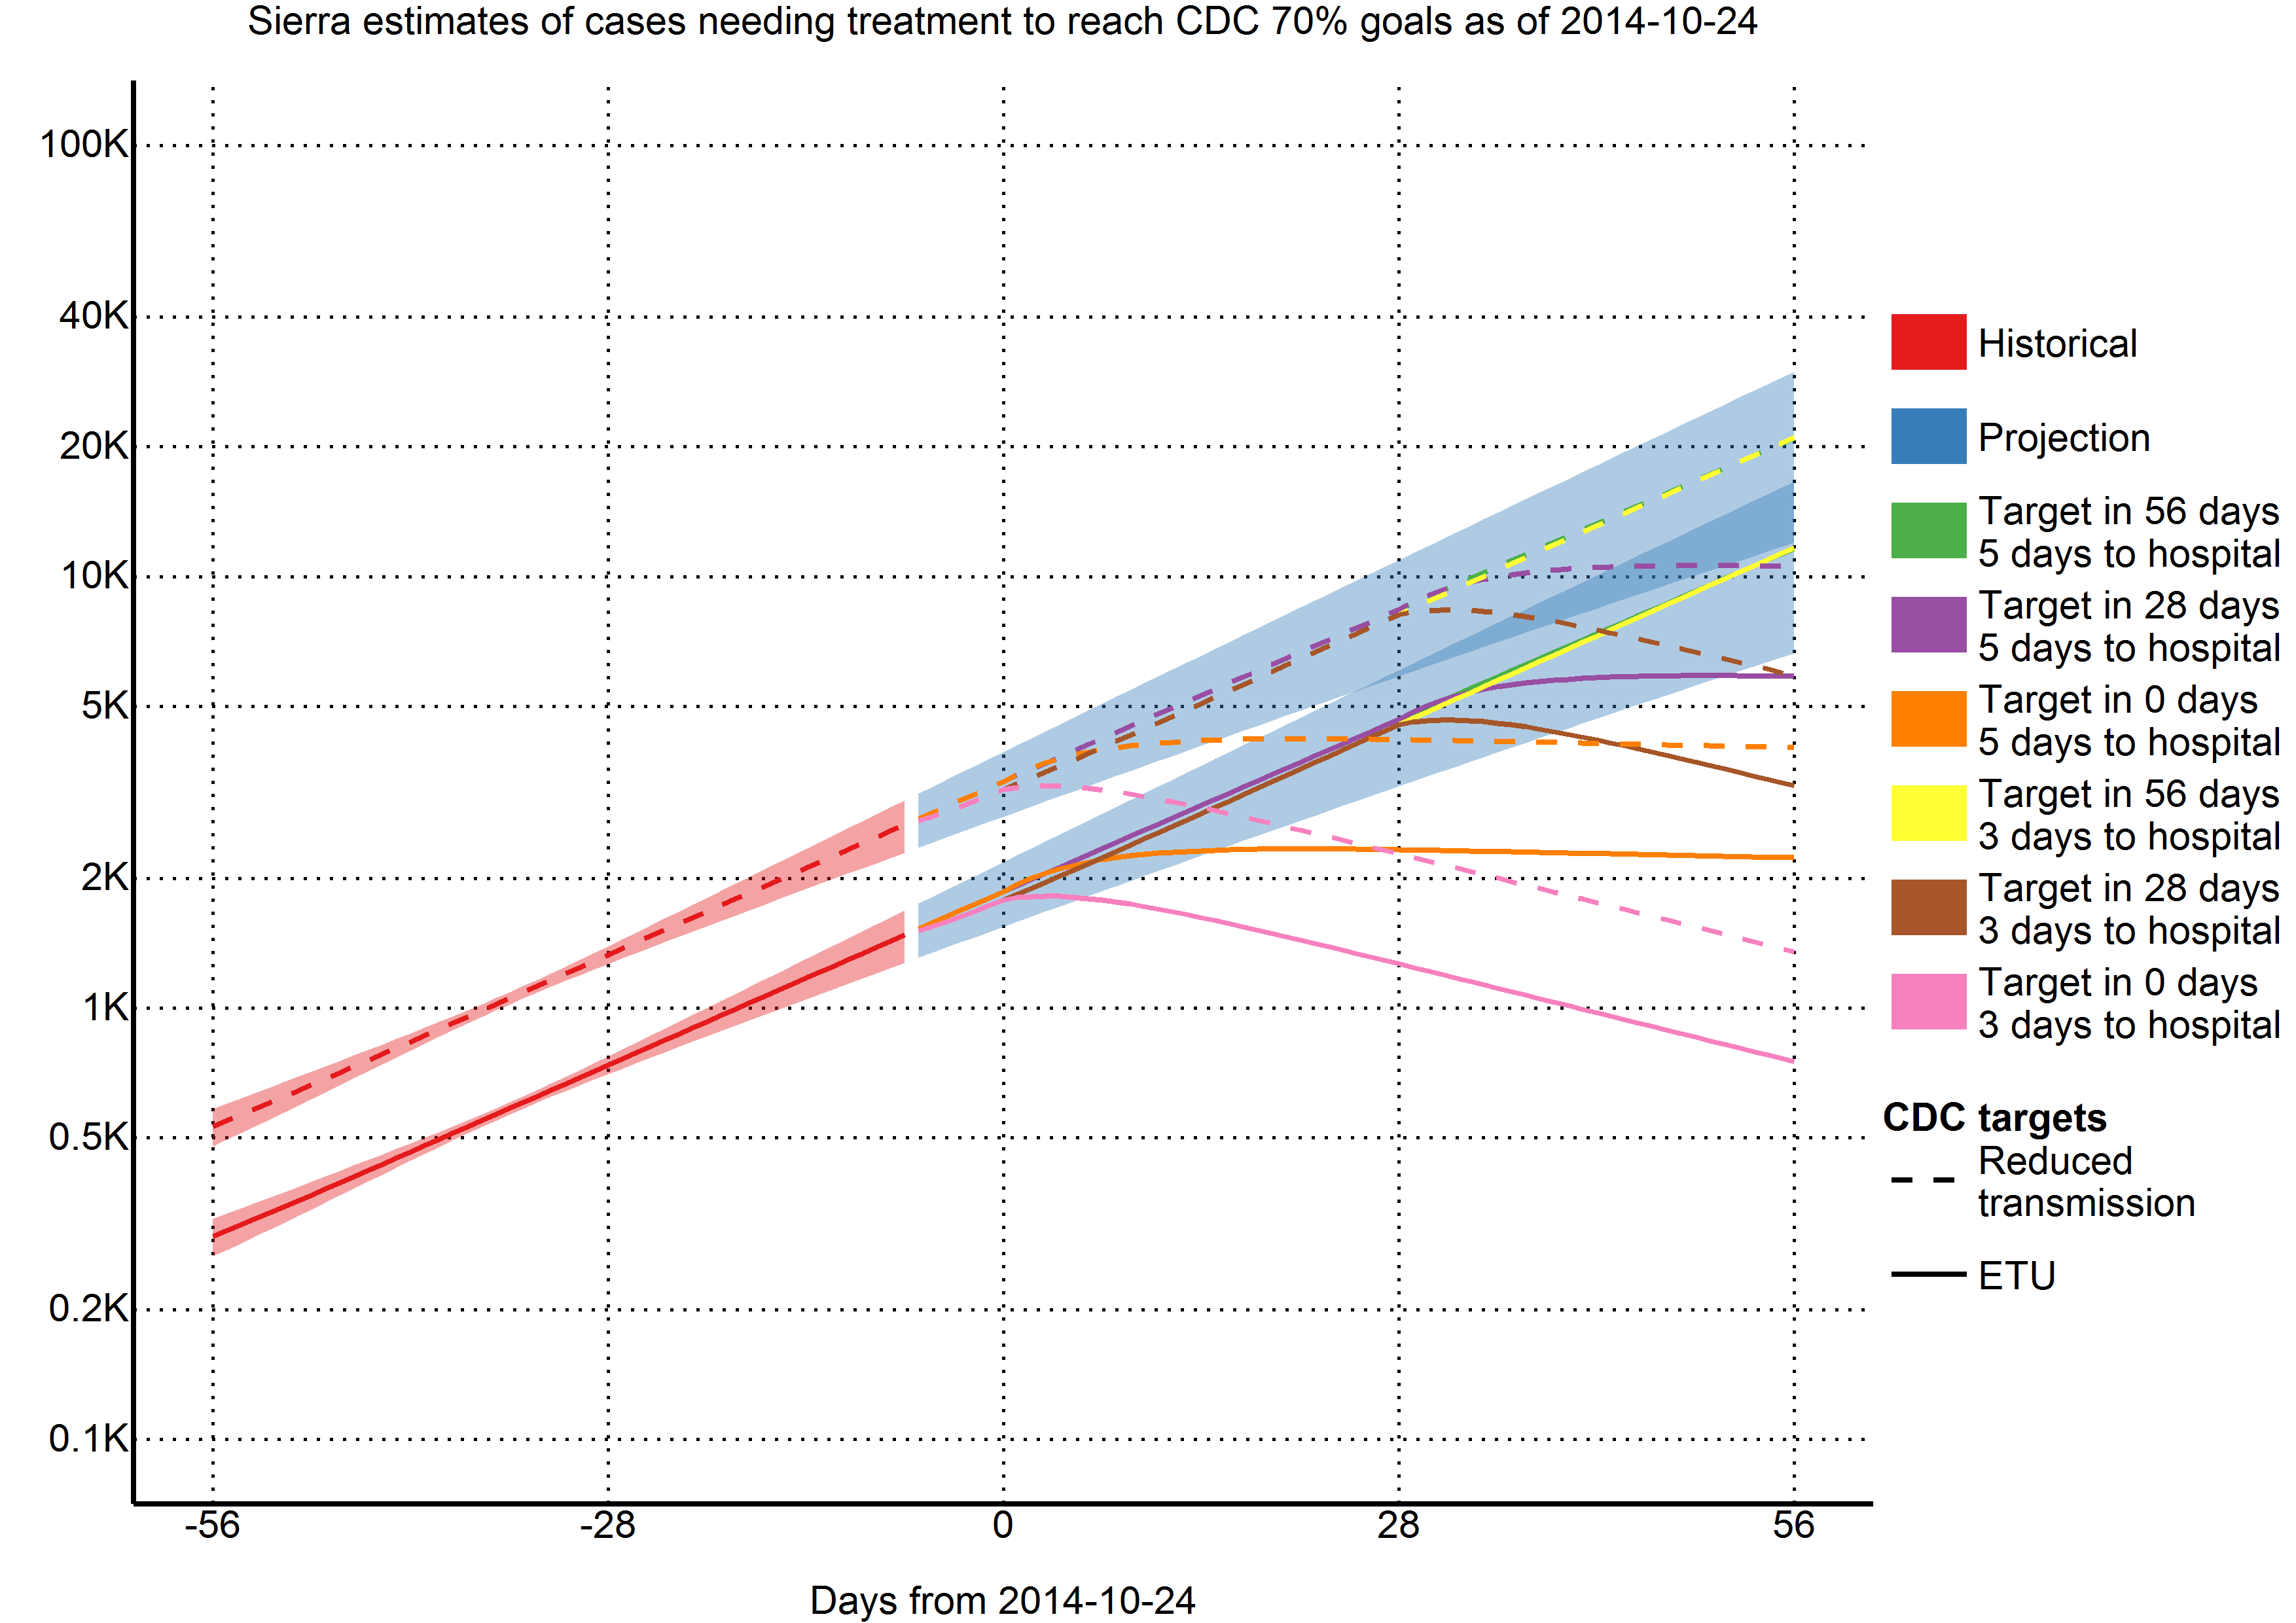 Sierra estimates of cases needing treatment to reach CDC 70% goals as of 2014-10-24
100K
40K
20K
10K
5K
2K
1K
0.5K
0.2K
0.1K
-56
-28
0
28
56
Days from 2014-10-24
Historical
Projection
Target in 56 days
5 days to hospital
Target in 28 days
5 days to hospital
Target in 0 days
5 days to hospital
Target in 56 days
3 days to hospital
Target in 28 days
3 days to hospital
Target in 0 days
3 days to hospital
CDC targets
Reduced
transmission
ETU